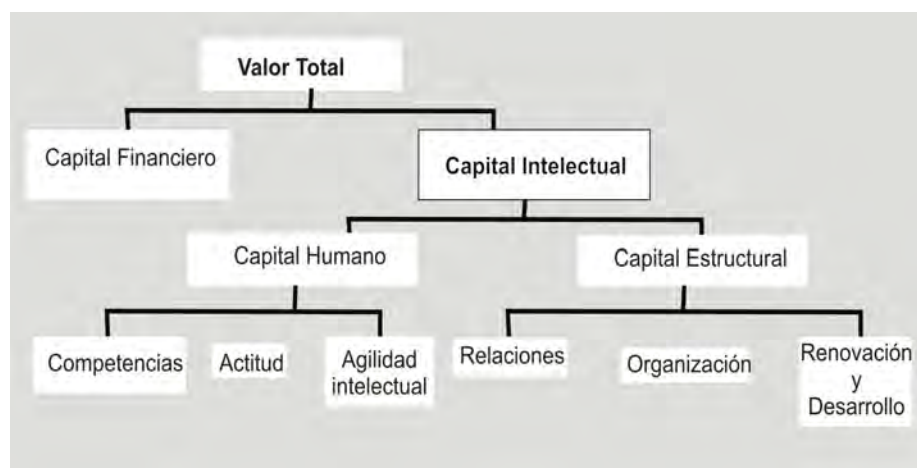 Valor Total
Capital Financiero
Capital Intelectual
Capital Humano
Capital Estructural
Competencias
Actitud
Agilidad
intelectual
Relaciones
Organización
Renovación
y
Desarrollo